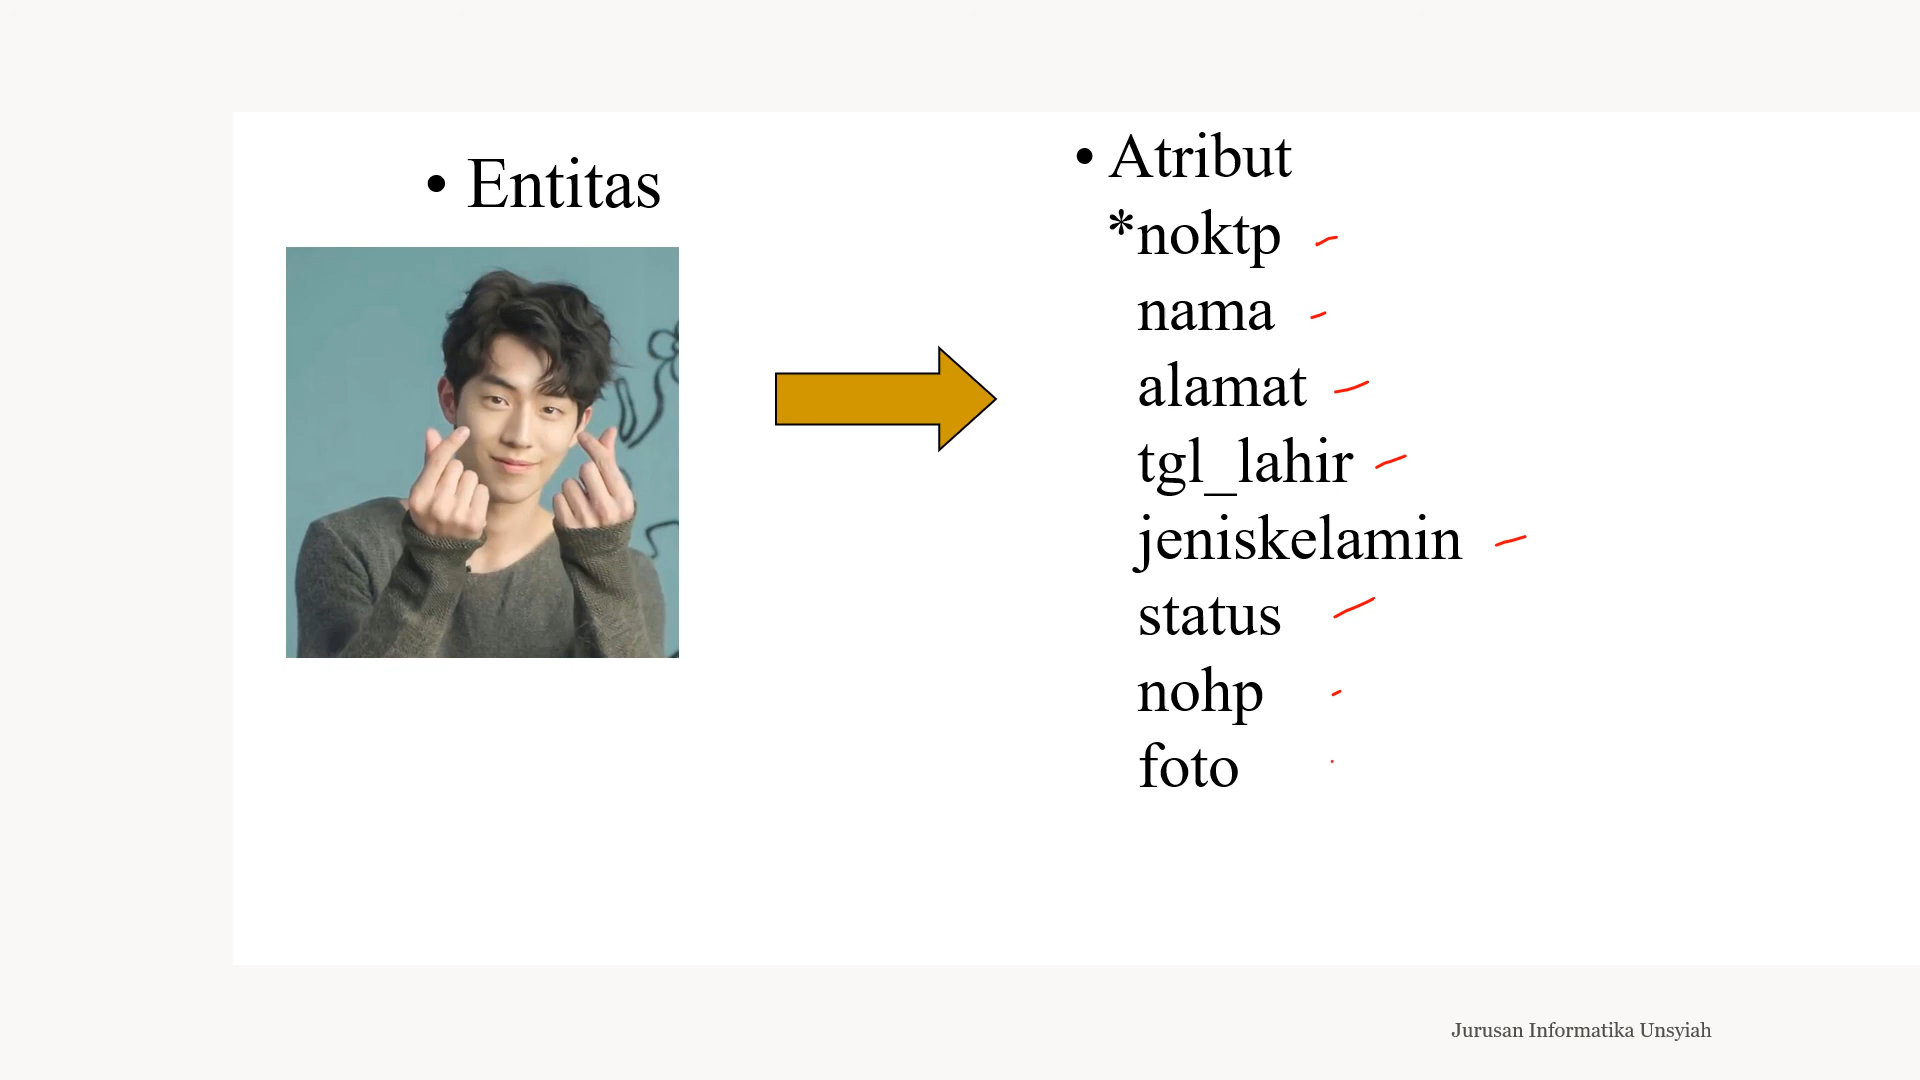 • Entitas
• Atribut
*noktp
nama
alamat
tgl_lahir
jeniskelamin
status
nohp
foto
Jurusan Informatika Unsyiah